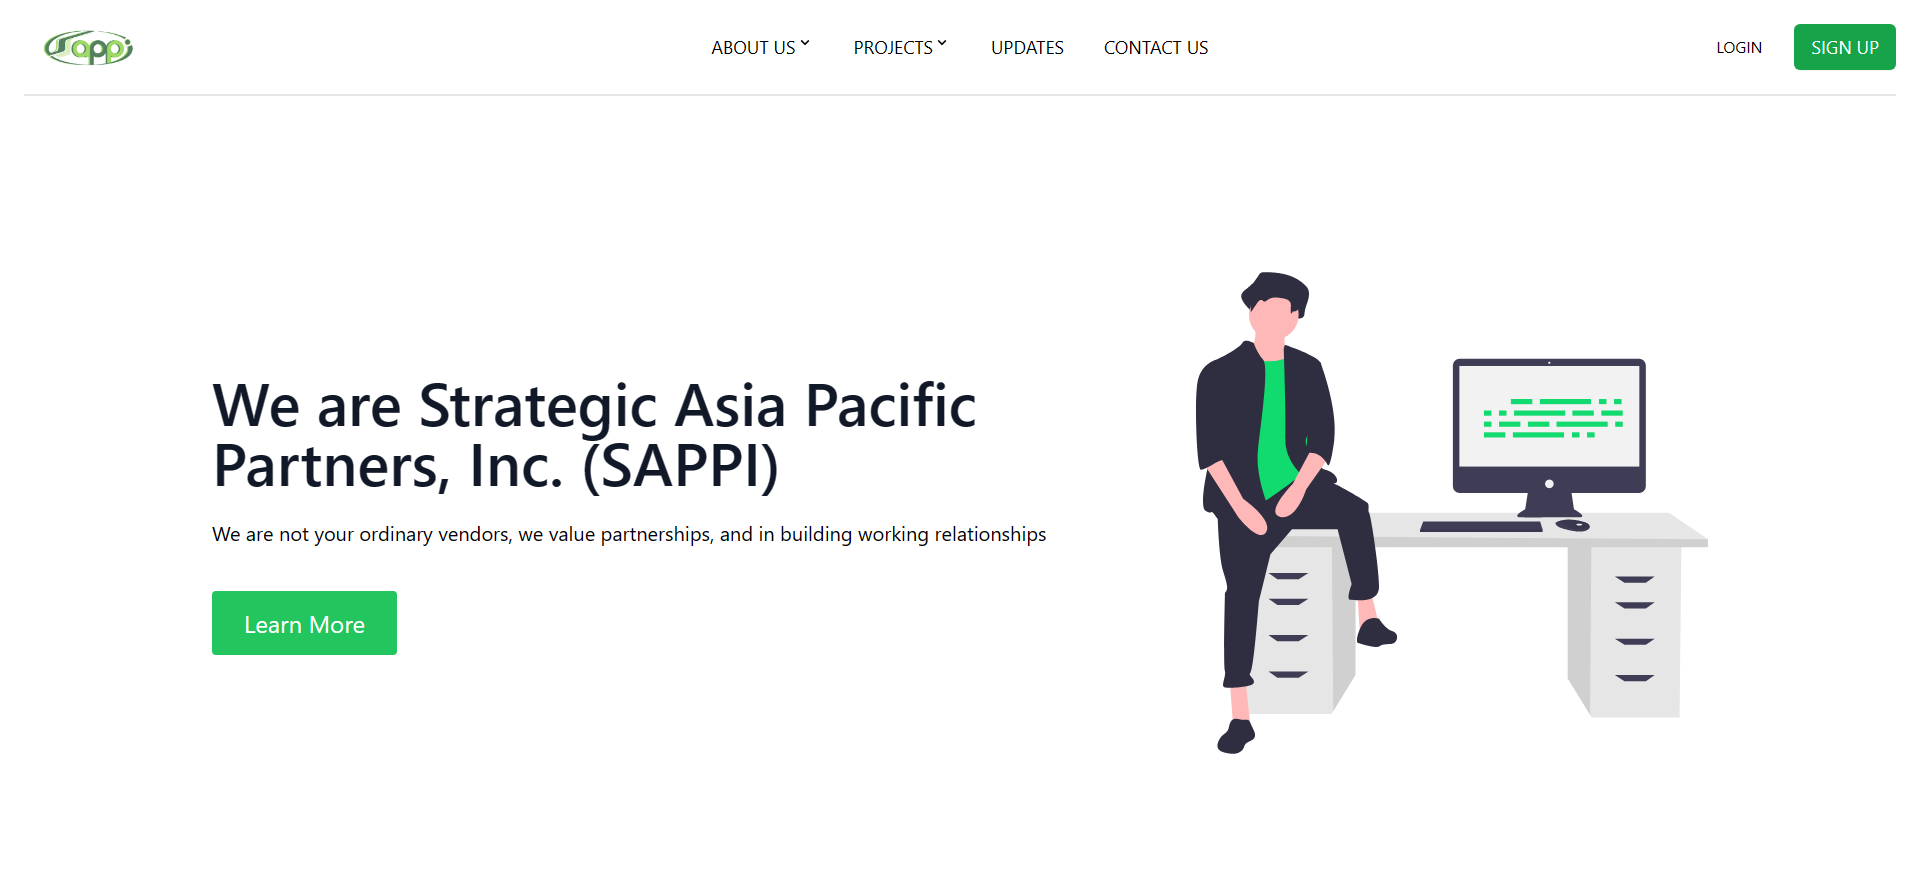 Sappi
ABOUT US
PROJECTS
UPDATES
CONTACT US
LOGIN
SIGN UP
We are Strategic Asia Pacific
Partners, Inc. (SAPPI)
We are not your ordinary vendors, we value partnerships, and in building working relationships
Learn More